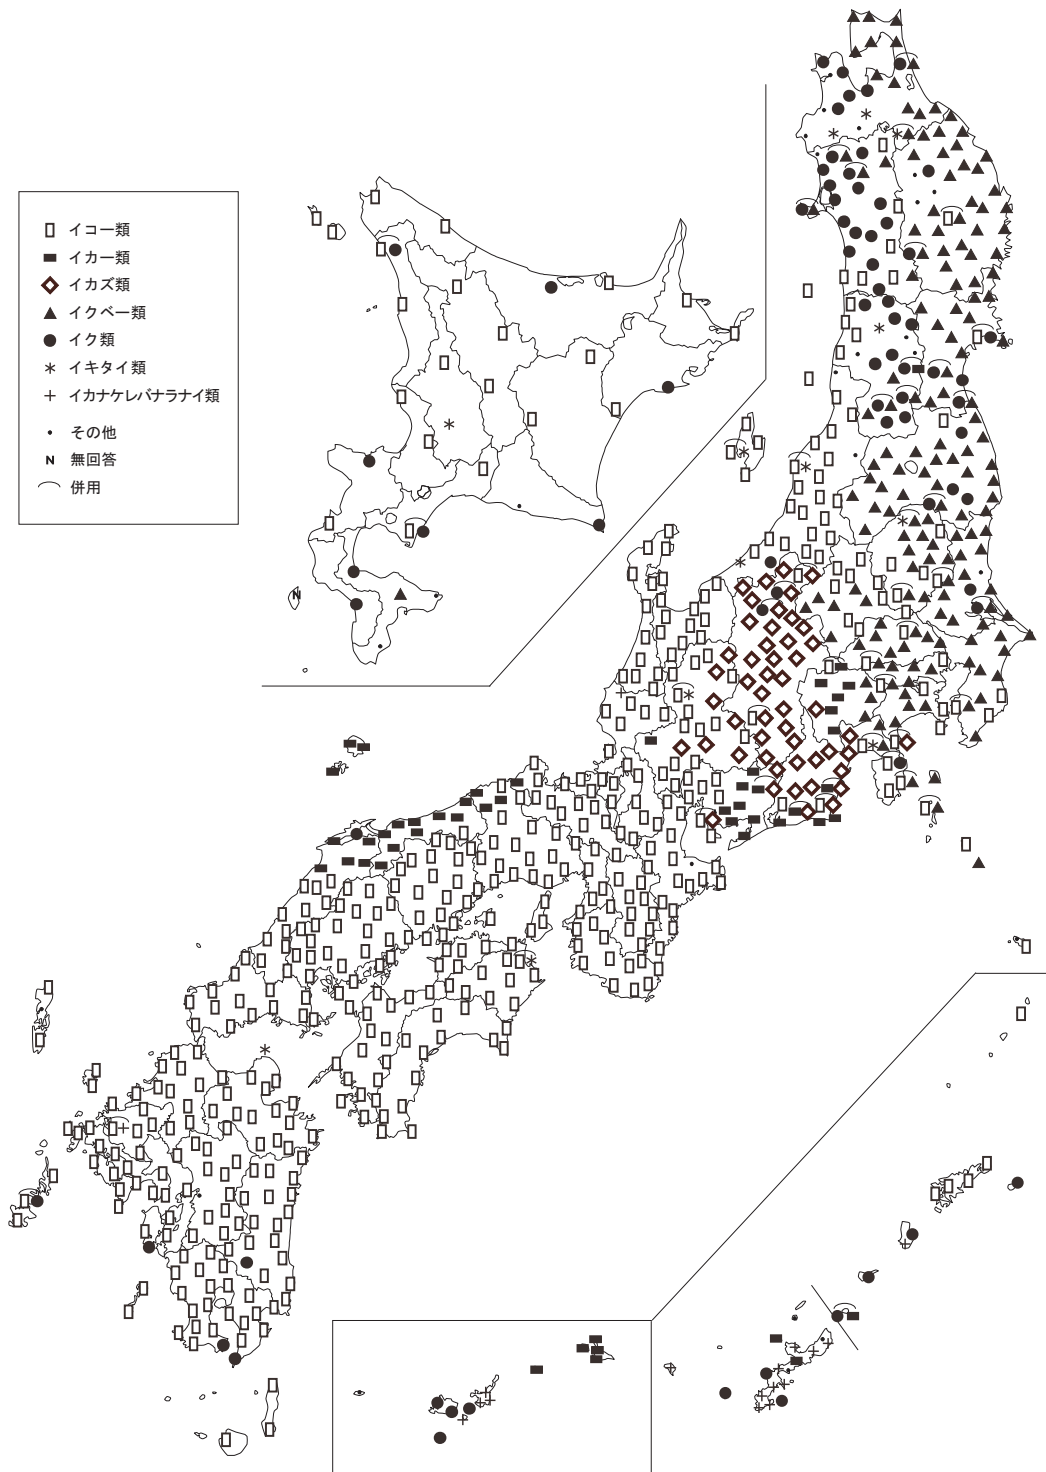 イコー類
イカー類
イカズ類
イクベー類
イク類
イキタイ類
イカナケレバナラナイ類
その他
N 無回答
併用
N